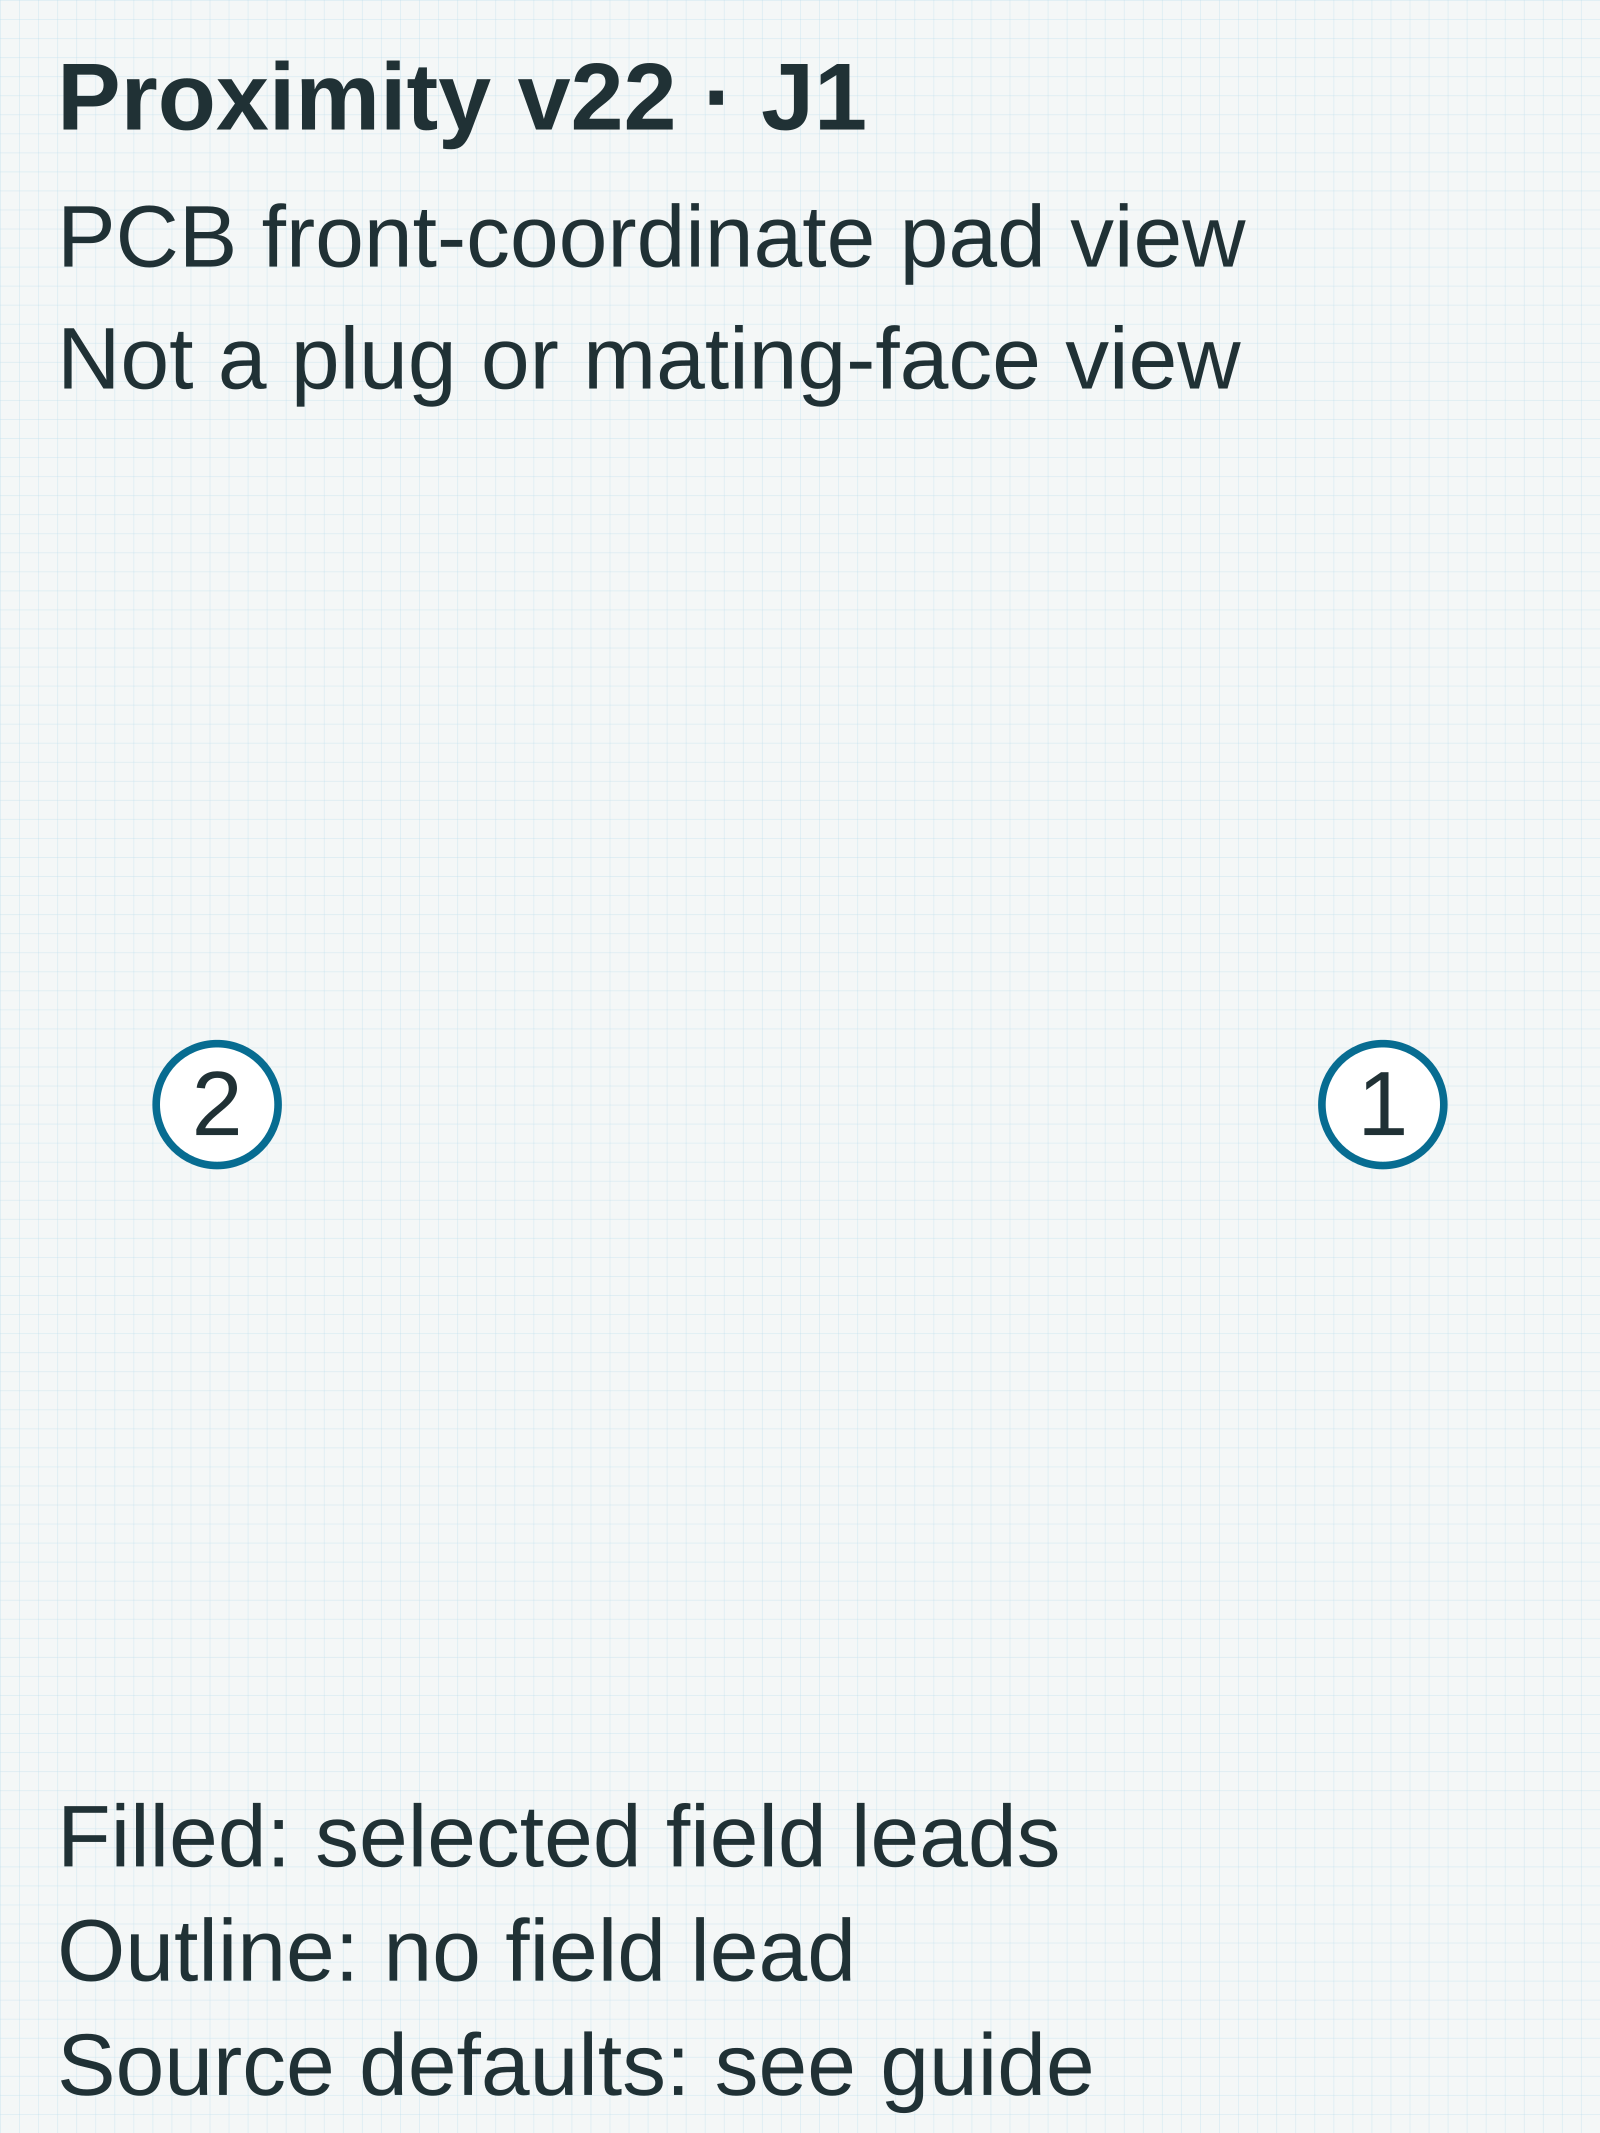 Proximity v22 · J1
PCB front-coordinate pad view
Not a plug or mating-face view
2 1
Filled: selected field leads
Outline: no field lead
Source defaults: see guide